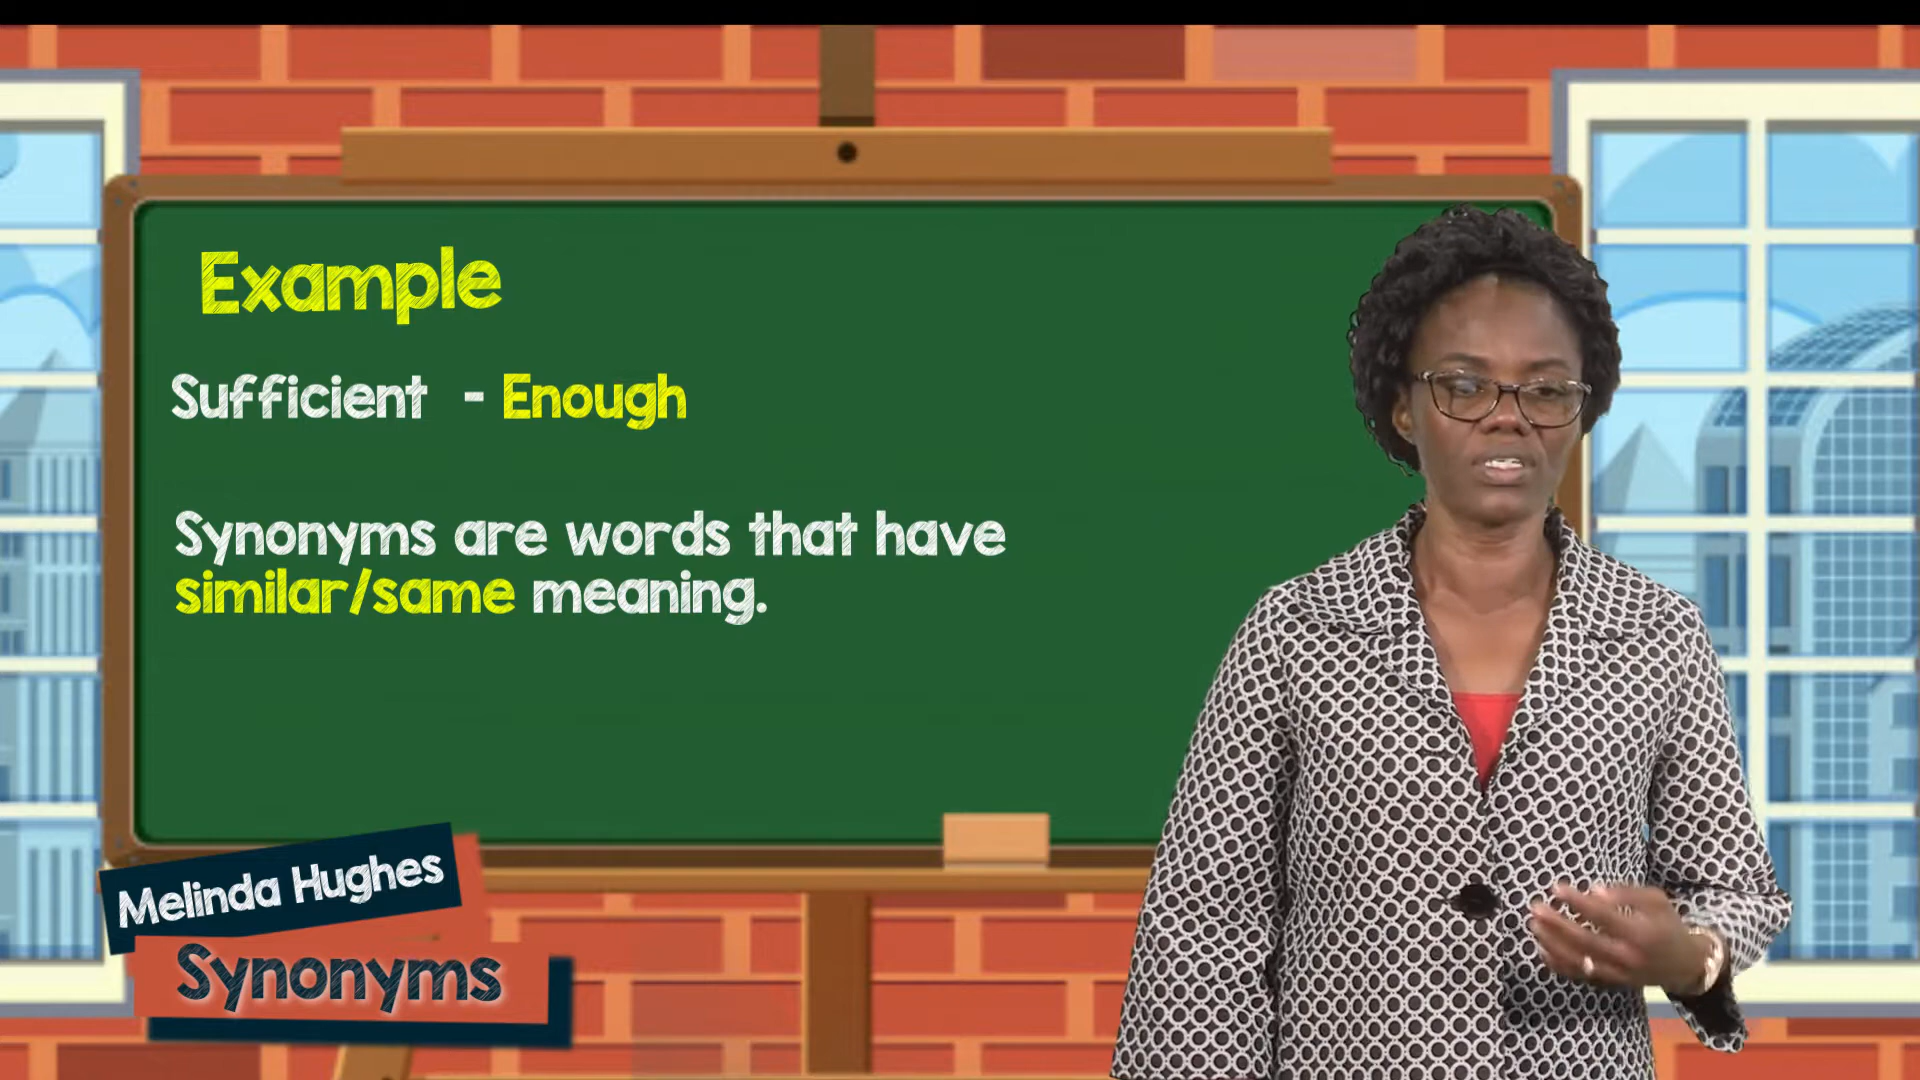 Example
Sufficient - Enough
Synonyms are words that have
similar/same meaning.
Melinda Hughes
Synonyms